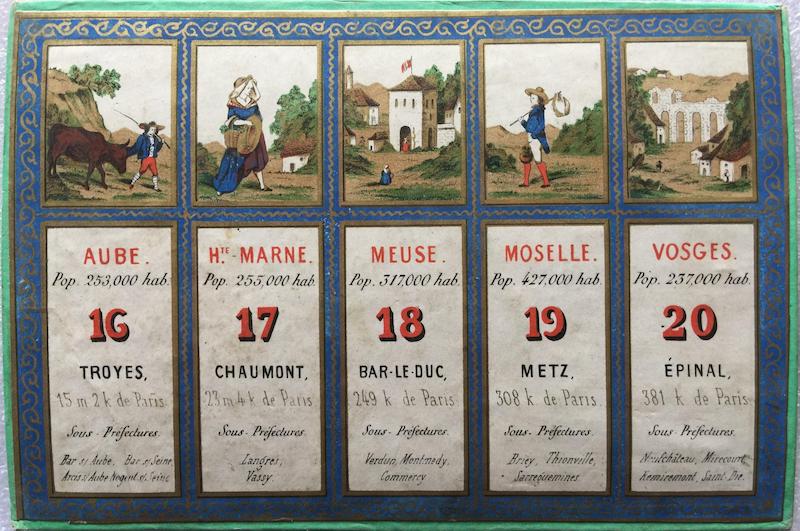 AUBE.
Pop. 253,000 hab.
16
TROYES,
15 m 2 k de Paris.
Sous-Préfectures.
Bar s/ Aube, Bar s/ Seine
Arcis s/ Aube Nogent s/ Seine
Hte-MARNE.
Pop. 255,000 hab.
17
CHAUMONT,
23 m 4 k de Paris.
Sous-Préfectures.
Langres,
Vassy.
MEUSE.
Pop. 317,000 hab.
18
BAR-LE-DUC,
249 k de Paris
Sous-Préfectures.
Verdun, Montmédy,
Commercy
MOSELLE.
Pop. 427,000 hab.
19
METZ,
308 k de Paris.
Sous-Préfectures.
Briey, Thionville,
Sarreguemines.
VOSGES.
Pop. 237,000 hab.
20
ÉPINAL,
381 k de Paris.
Sous-Préfectures.
Neufchâteau, Mirecourt,
Remiremont, Saint-Dié.